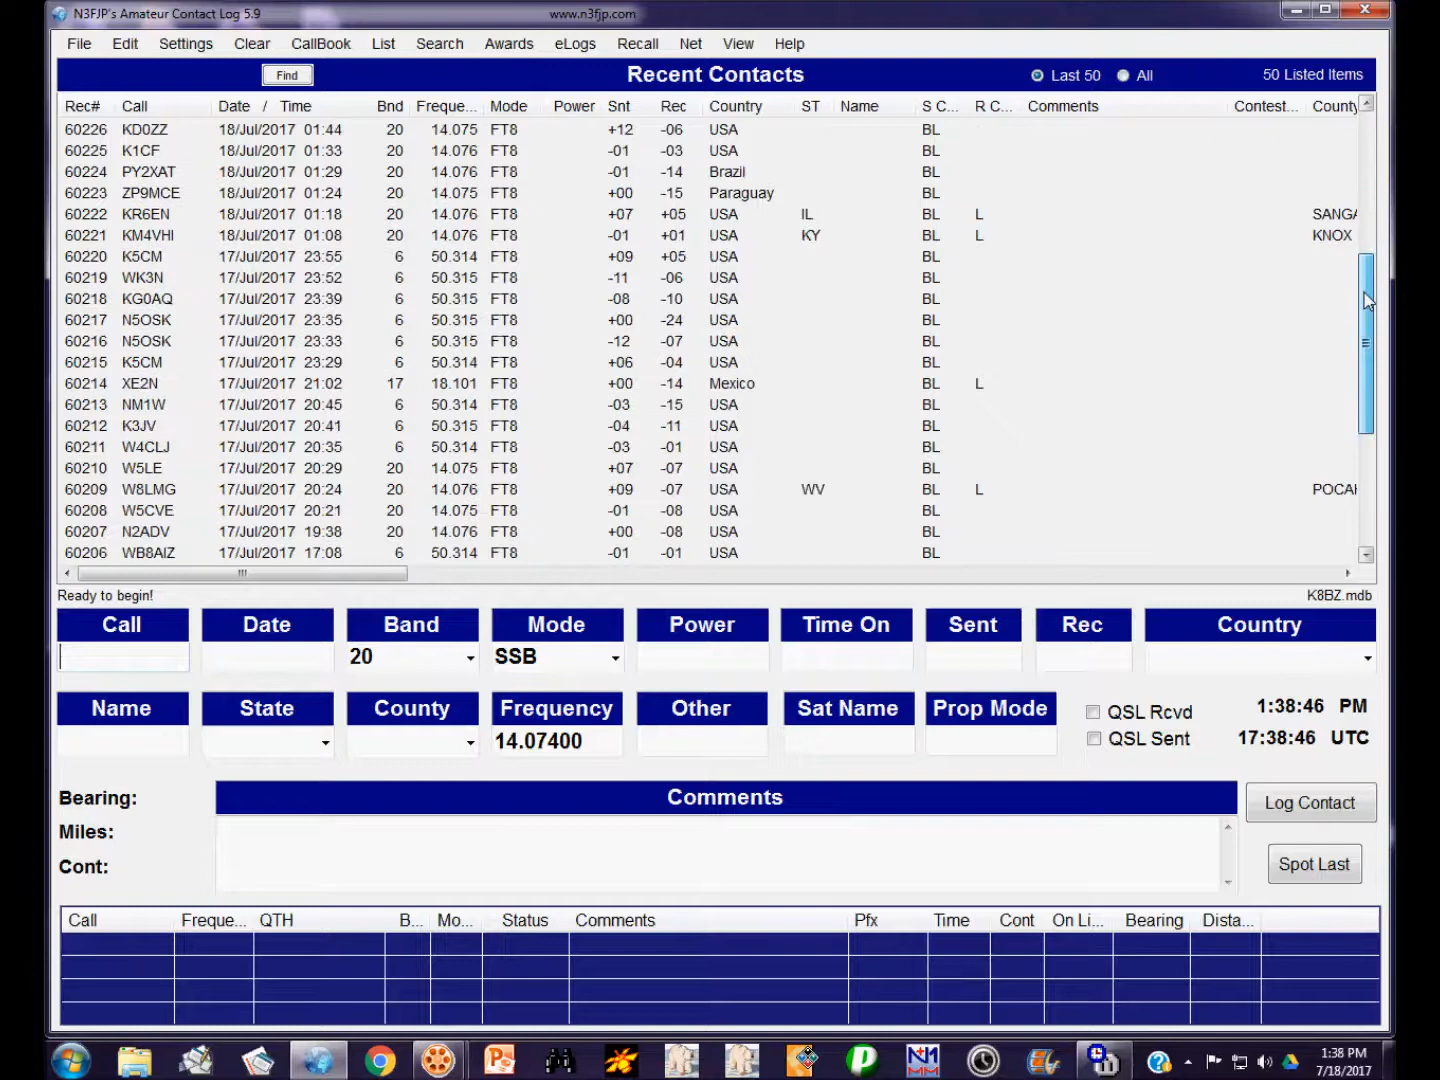 N3FJP's Amateur Contact Log 5.9 www.n3fjp.com
File Edit Settings Clear CallBook List Search Awards eLogs Recall Net View Help
Find Recent Contacts Last 50 All 50 Listed Items
Rec# Call Date / Time Bnd Freque... Mode Power Snt Rec Country ST Name S C... R C... Comments Contest... County
60226 KD0ZZ 18/Jul/2017 01:44 20 14.075 FT8 +12 -06 USA BL
60225 K1CF 18/Jul/2017 01:33 20 14.076 FT8 -01 -03 USA BL
60224 PY2XAT 18/Jul/2017 01:29 20 14.076 FT8 -01 -14 Brazil BL
60223 ZP9MCE 18/Jul/2017 01:24 20 14.075 FT8 +00 -15 Paraguay BL
60222 KR6EN 18/Jul/2017 01:18 20 14.076 FT8 +07 +05 USA IL BL L SANGA
60221 KM4VHI 18/Jul/2017 01:08 20 14.076 FT8 -01 +01 USA KY BL L KNOX
60220 K5CM 17/Jul/2017 23:55 6 50.314 FT8 +09 +05 USA BL
60219 WK3N 17/Jul/2017 23:52 6 50.315 FT8 -11 -06 USA BL
60218 KG0AQ 17/Jul/2017 23:39 6 50.315 FT8 -08 -10 USA BL
60217 N5OSK 17/Jul/2017 23:35 6 50.315 FT8 +00 -24 USA BL
60216 N5OSK 17/Jul/2017 23:33 6 50.315 FT8 -12 -07 USA BL
60215 K5CM 17/Jul/2017 23:29 6 50.314 FT8 +06 -04 USA BL
60214 XE2N 17/Jul/2017 21:02 17 18.101 FT8 +00 -14 Mexico BL L
60213 NM1W 17/Jul/2017 20:45 6 50.314 FT8 -03 -15 USA BL
60212 K3JV 17/Jul/2017 20:41 6 50.315 FT8 -04 -11 USA BL
60211 W4CLJ 17/Jul/2017 20:35 6 50.314 FT8 -03 -01 USA BL
60210 W5LE 17/Jul/2017 20:29 20 14.075 FT8 +07 -07 USA BL
60209 W8LMG 17/Jul/2017 20:24 20 14.076 FT8 +09 -07 USA WV BL L POCAH
60208 W5CVE 17/Jul/2017 20:21 20 14.075 FT8 -01 -08 USA BL
60207 N2ADV 17/Jul/2017 19:38 20 14.076 FT8 +00 -08 USA BL
60206 WB8AIZ 17/Jul/2017 17:08 6 50.314 FT8 -01 -01 USA BL
Ready to begin! K8BZ.mdb
Call Date Band Mode Power Time On Sent Rec Country
20 SSB
Name State County Frequency Other Sat Name Prop Mode QSL Rcvd 1:38:46 PM
14.07400 QSL Sent 17:38:46 UTC
Bearing: Comments Log Contact
Miles:
Cont: Spot Last
Call Freque... QTH B... Mo... Status Comments Pfx Time Cont On Li... Bearing Dista...
N1
MM
1:38 PM
7/18/2017